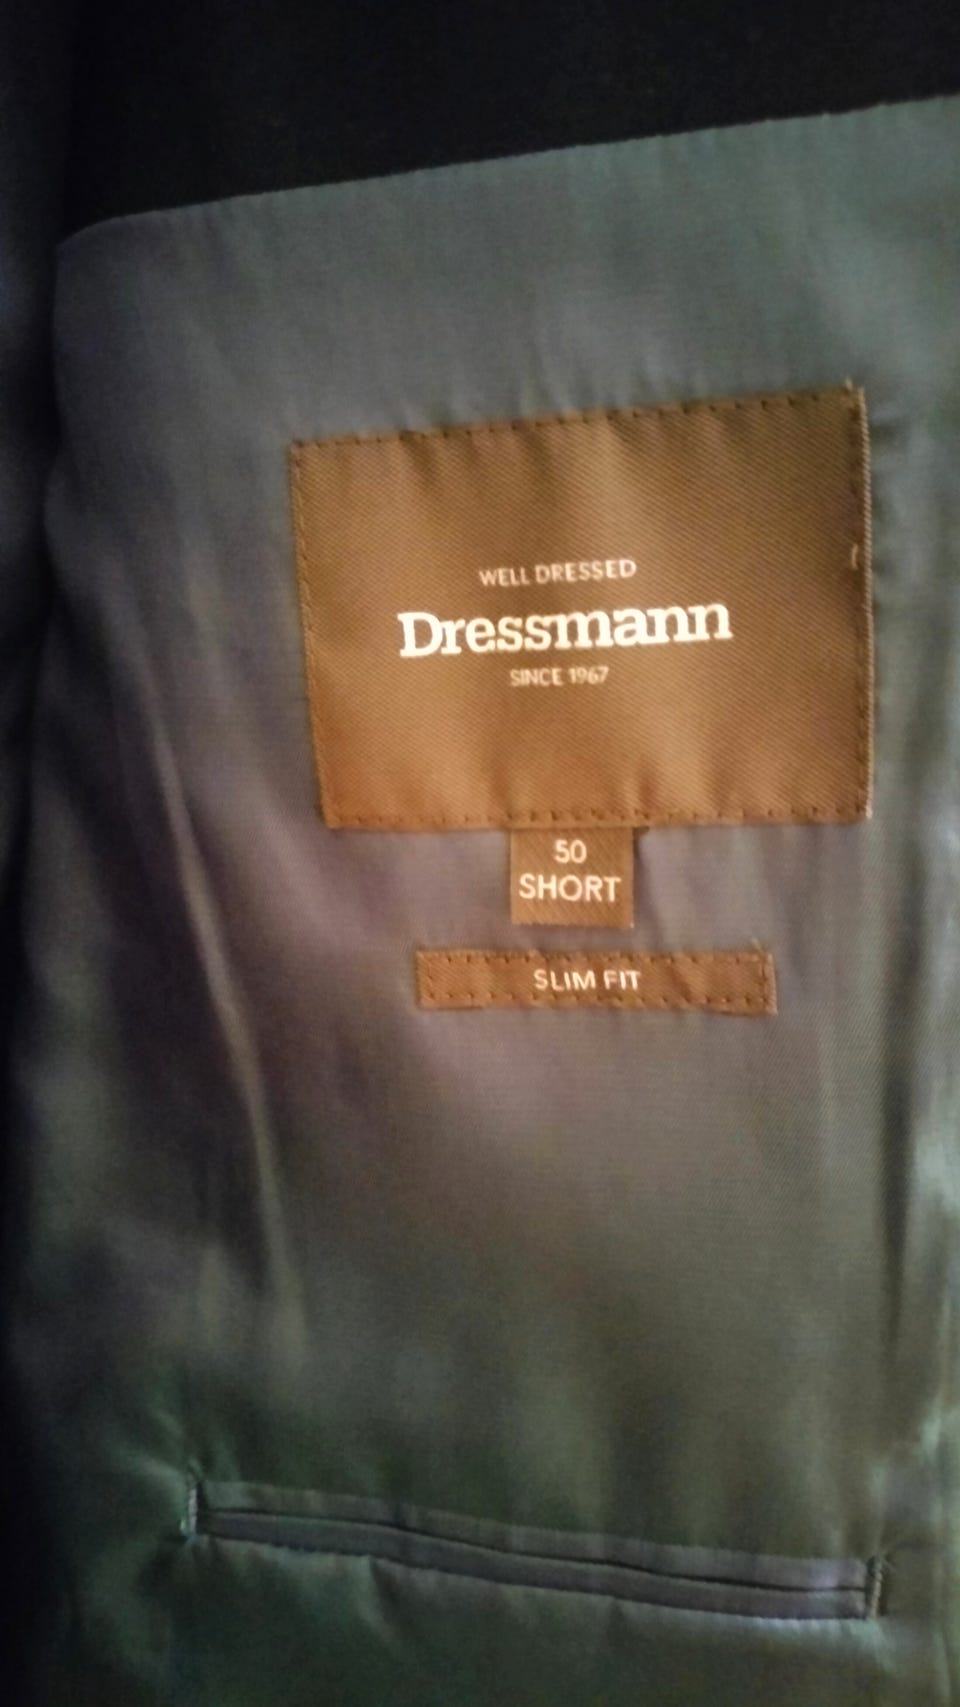 WELL DRESSED
Dressmann
SINCE 1967
50
SHORT
SLIM FIT